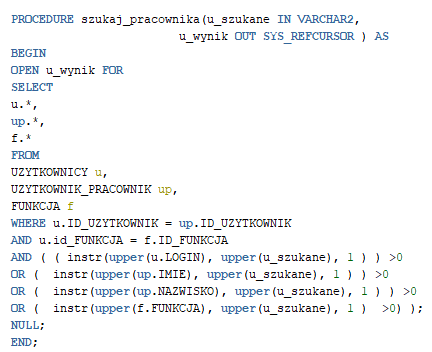 PROCEDURE szukaj_pracownika(u_szukane IN VARCHAR2,
u_wynik OUT SYS_REFCURSOR ) AS
BEGIN
OPEN u_wynik FOR
SELECT
u.*,
up.*,
f.*
FROM
UZYTKOWNICY u,
UZYTKOWNIK_PRACOWNIK up,
FUNKCJA f
WHERE u.ID_UZYTKOWNIK = up.ID_UZYTKOWNIK
AND u.id_FUNKCJA = f.ID_FUNKCJA
AND ( ( instr(upper(u.LOGIN), upper(u_szukane), 1 ) ) >0
OR ( instr(upper(up.IMIE), upper(u_szukane), 1 ) ) >0
OR ( instr(upper(up.NAZWISKO), upper(u_szukane), 1 ) ) >0
OR ( instr(upper(f.FUNKCJA), upper(u_szukane), 1 ) >0) );
NULL;
END;